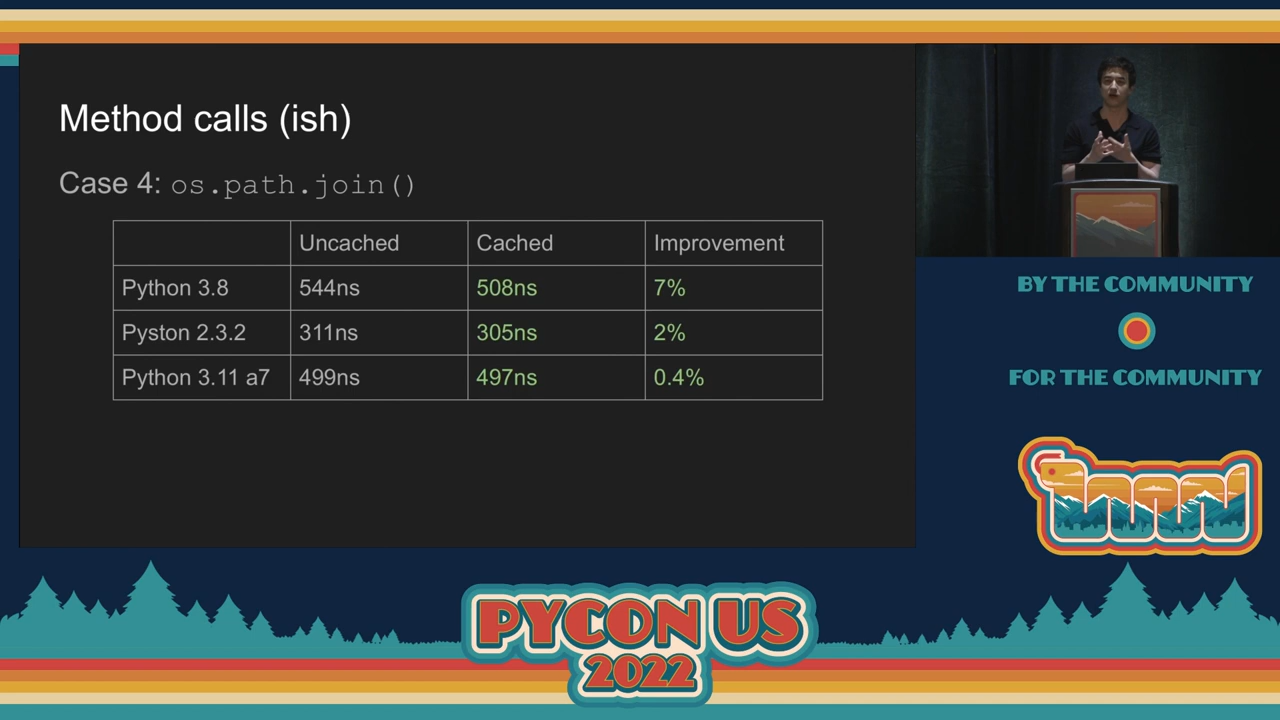 Method calls (ish)
Case 4: os.path.join()
Uncached Cached Improvement
Python 3.8 544ns 508ns 7%
Pyston 2.3.2 311ns 305ns 2%
Python 3.11 a7 499ns 497ns 0.4%
BY THE COMMUNITY
FOR THE COMMUNITY
PYCON US
2022